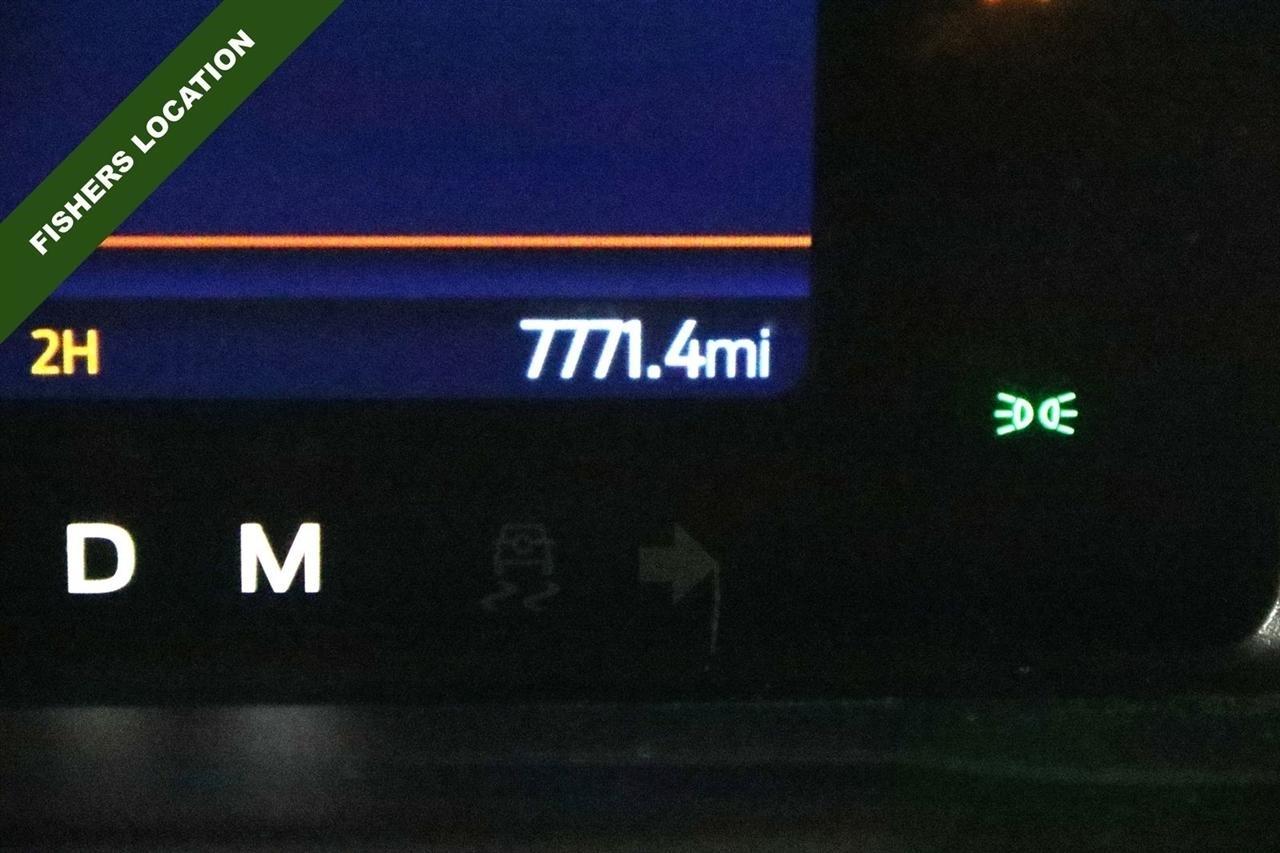 FISHERS LOCATION
2H 7771.4mi
D M